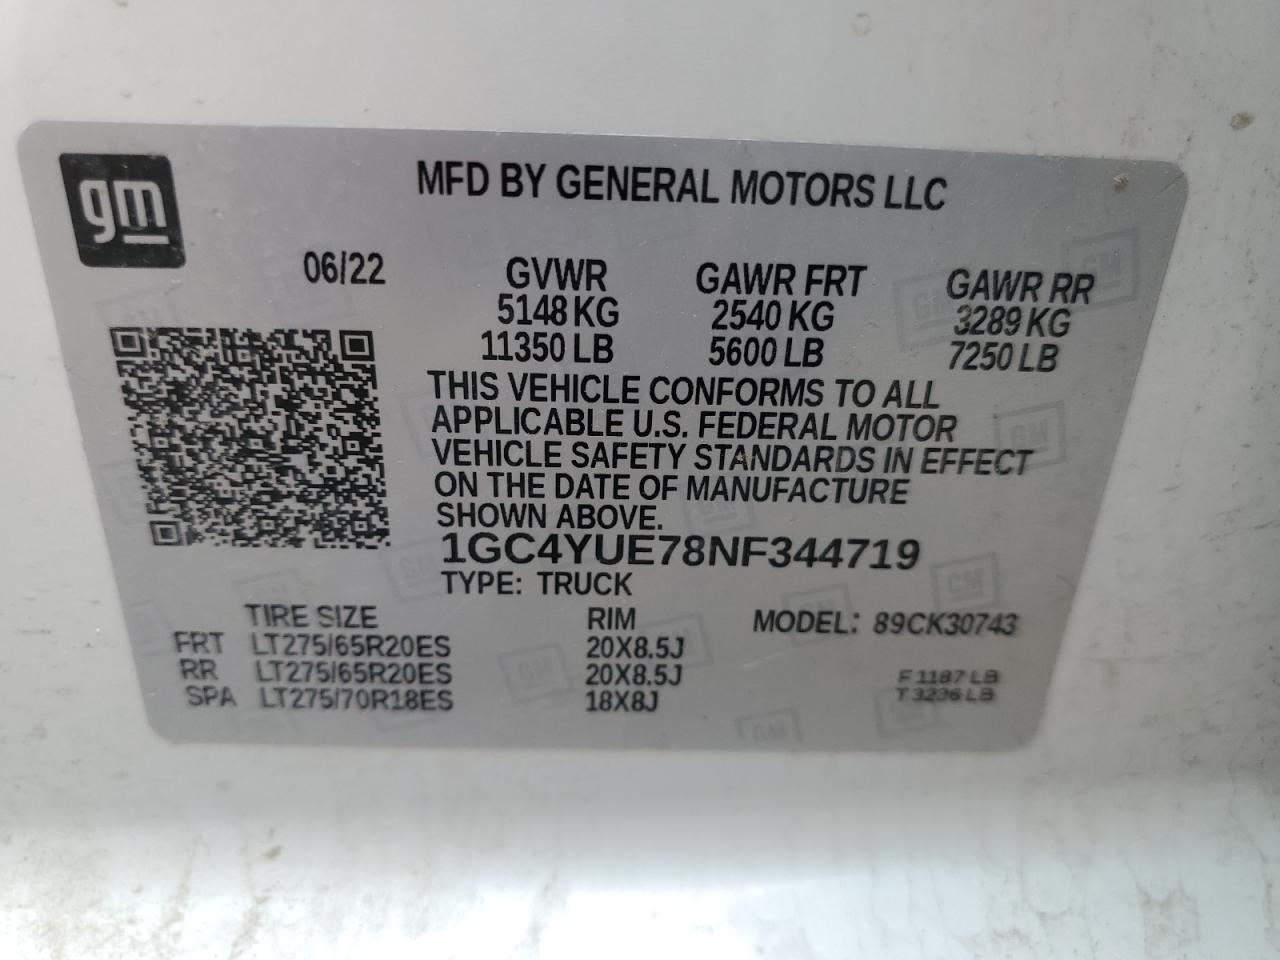 gm
MFD BY GENERAL MOTORS LLC
06/22
GVWR GAWR FRT GAWR RR
5148 KG 2540 KG 3289 KG
11350 LB 5600 LB 7250 LB
THIS VEHICLE CONFORMS TO ALL
APPLICABLE U.S. FEDERAL MOTOR
VEHICLE SAFETY STANDARDS IN EFFECT
ON THE DATE OF MANUFACTURE
SHOWN ABOVE.
1GC4YUE78NF344719
TYPE: TRUCK
TIRE SIZE RIM MODEL: 89CK30743
FRT LT275/65R20ES 20X8.5J
RR LT275/65R20ES 20X8.5J F 1187 LB
SPA LT275/70R18ES 18X8J T 3236 LB